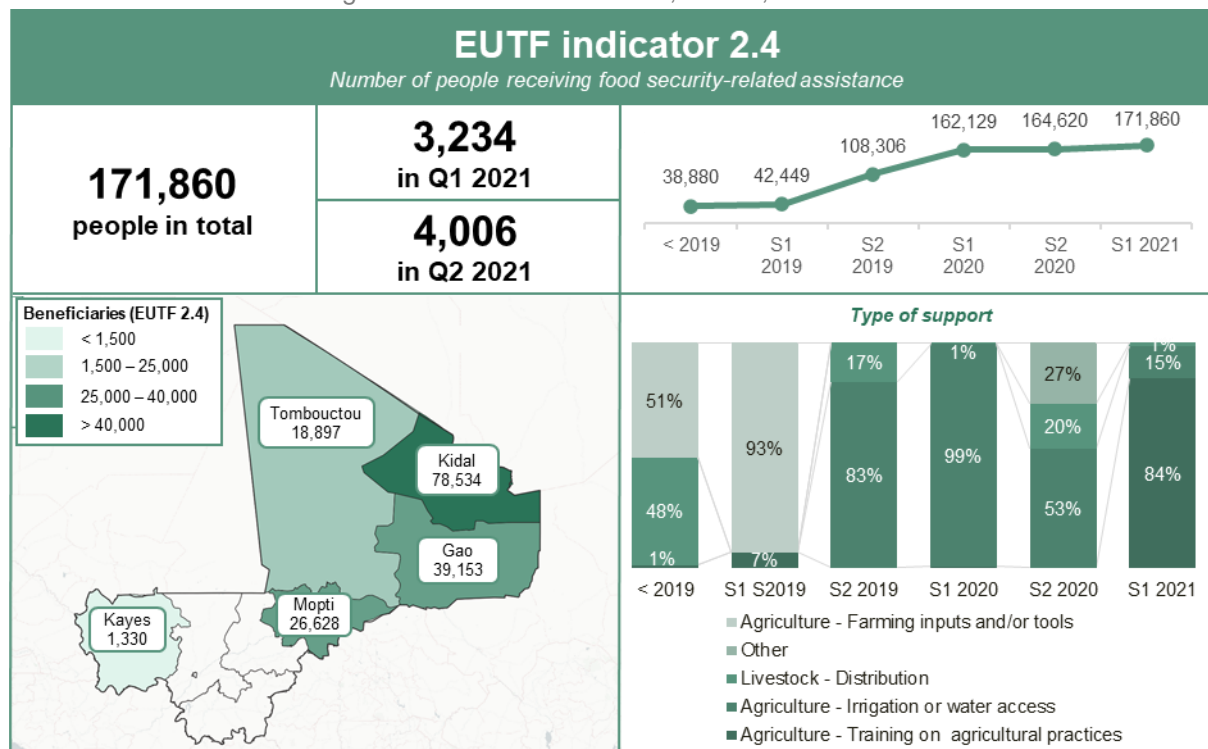 EUTF indicator 2.4
Number of people receiving food security-related assistance
171,860
people in total
3,234
in Q1 2021
4,006
in Q2 2021
38,880
42,449
108,306
162,129
164,620
171,860
< 2019
S1
2019
S2
2019
S1
2020
S2
2020
S1 2021
Beneficiaries (EUTF 2.4)
< 1,500
1,500 – 25,000
25,000 – 40,000
> 40,000
Tombouctou
18,897
Kidal
78,534
Gao
39,153
Mopti
26,628
Kayes
1,330
Type of support
51%
48%
1%
93%
7%
17%
83%
1%
99%
27%
20%
53%
1%
15%
84%
< 2019
S1 S2019
S2 2019
S1 2020
S2 2020
S1 2021
Agriculture - Farming inputs and/or tools
Other
Livestock - Distribution
Agriculture - Irrigation or water access
Agriculture - Training on agricultural practices